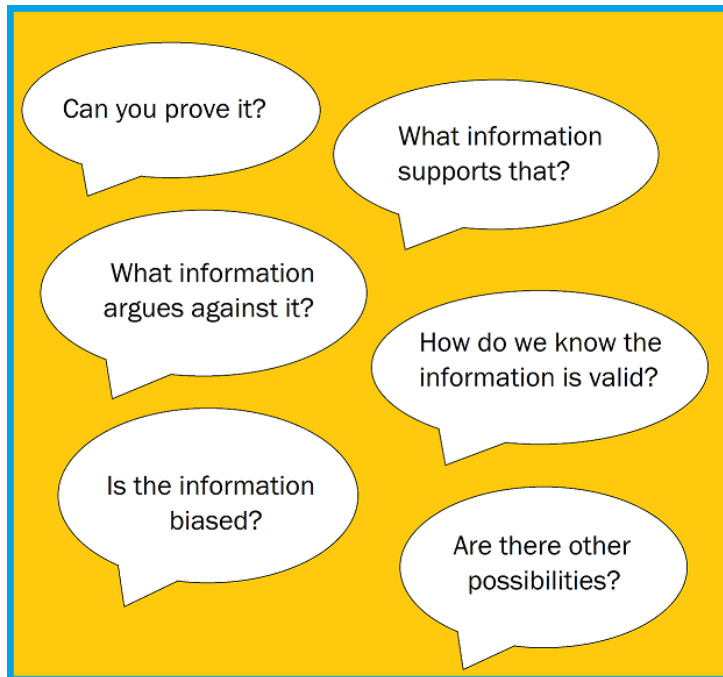 Can you prove it?
What information
supports that?
What information
argues against it?
How do we know the
information is valid?
Is the information
biased?
Are there other
possibilities?